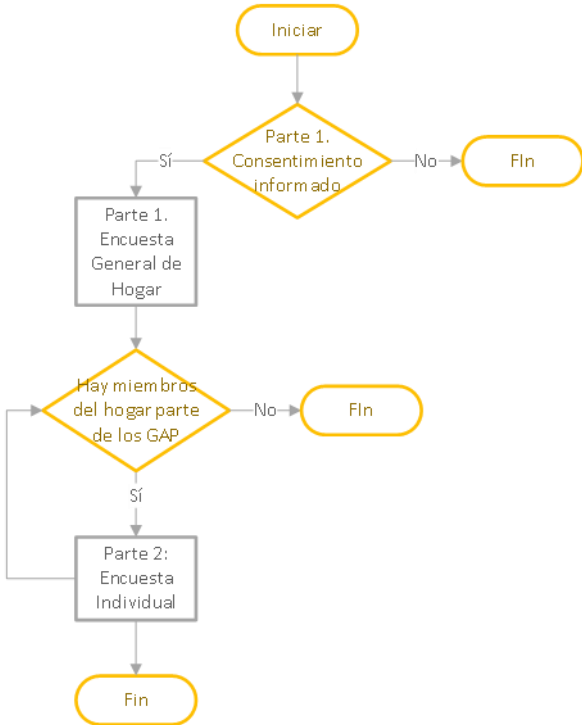 Iniciar
Parte 1.
Consentimiento
informado
Sí
No
FIn
Parte 1.
Encuesta
General de
Hogar
Hay miembros
del hogar parte
de los GAP
No
FIn
Sí
Parte 2:
Encuesta
Individual
Fin